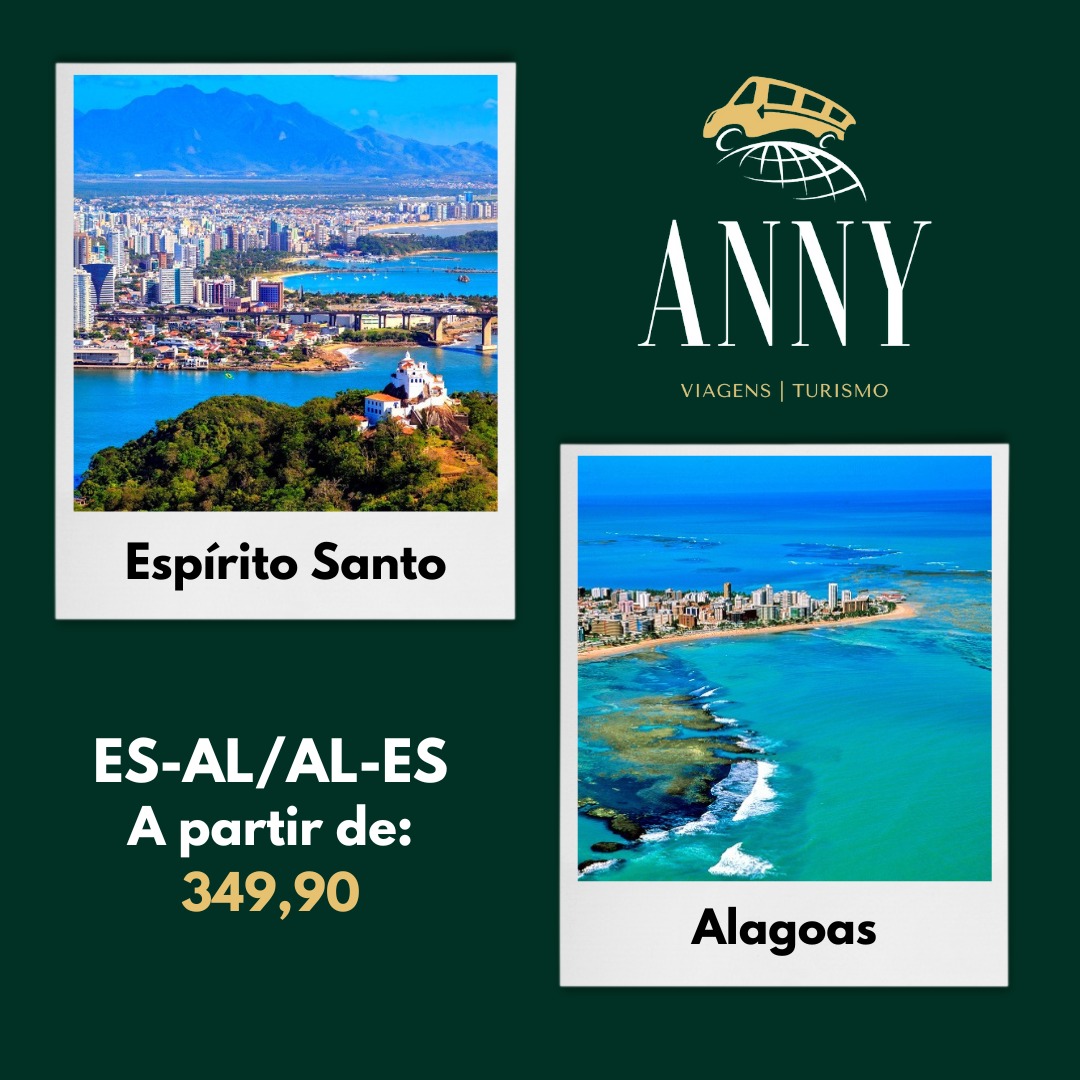 ANNY
VIAGENS | TURISMO
Espírito Santo
ES-AL/AL-ES
A partir de:
349,90
Alagoas